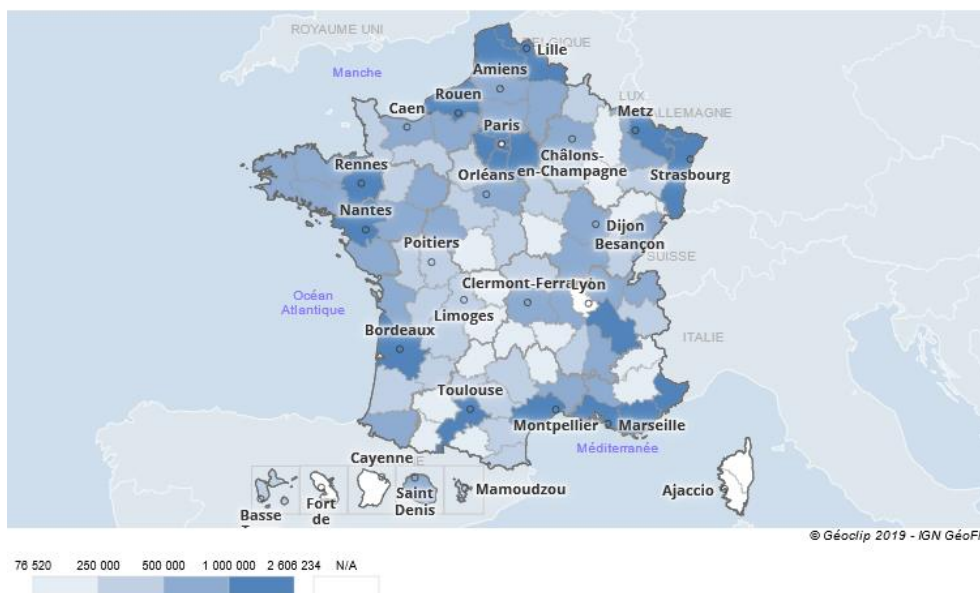 ROYAUME UNI
BELGIQUE
Lille
Manche
Amiens
LUX.
Rouen
Metz
ALLEMAGNE
Caen
Paris
Châlons-
en-Champagne
Rennes
Orléans
Strasbourg
Nantes
Dijon
Poitiers
Besançon
SUISSE
Océan
Atlantique
Clermont-Ferra
Lyon
Limoges
Bordeaux
ITALIE
Toulouse
Montpellier
Marseille
Méditerranée
Cayenne
Mamoudzou
Ajaccio
Fort
de
Saint
Denis
Basse
© Géoclip 2019 - IGN GéoFl
76 520 250 000 500 000 1 000 000 2 606 234 N/A